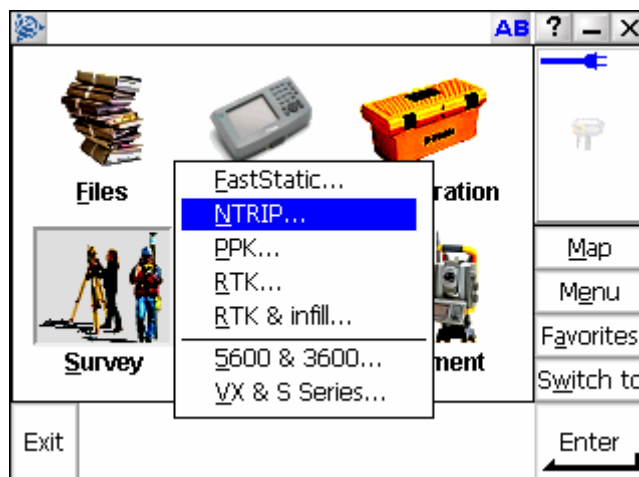 AB ? _ X
Files
FastStatic...
NTRIP...
PPK...
RTK...
RTK & infill...
5600 & 3600...
VX & S Series...
ration
Survey
ment
Map
Menu
Favorites
Switch to
Exit
Enter